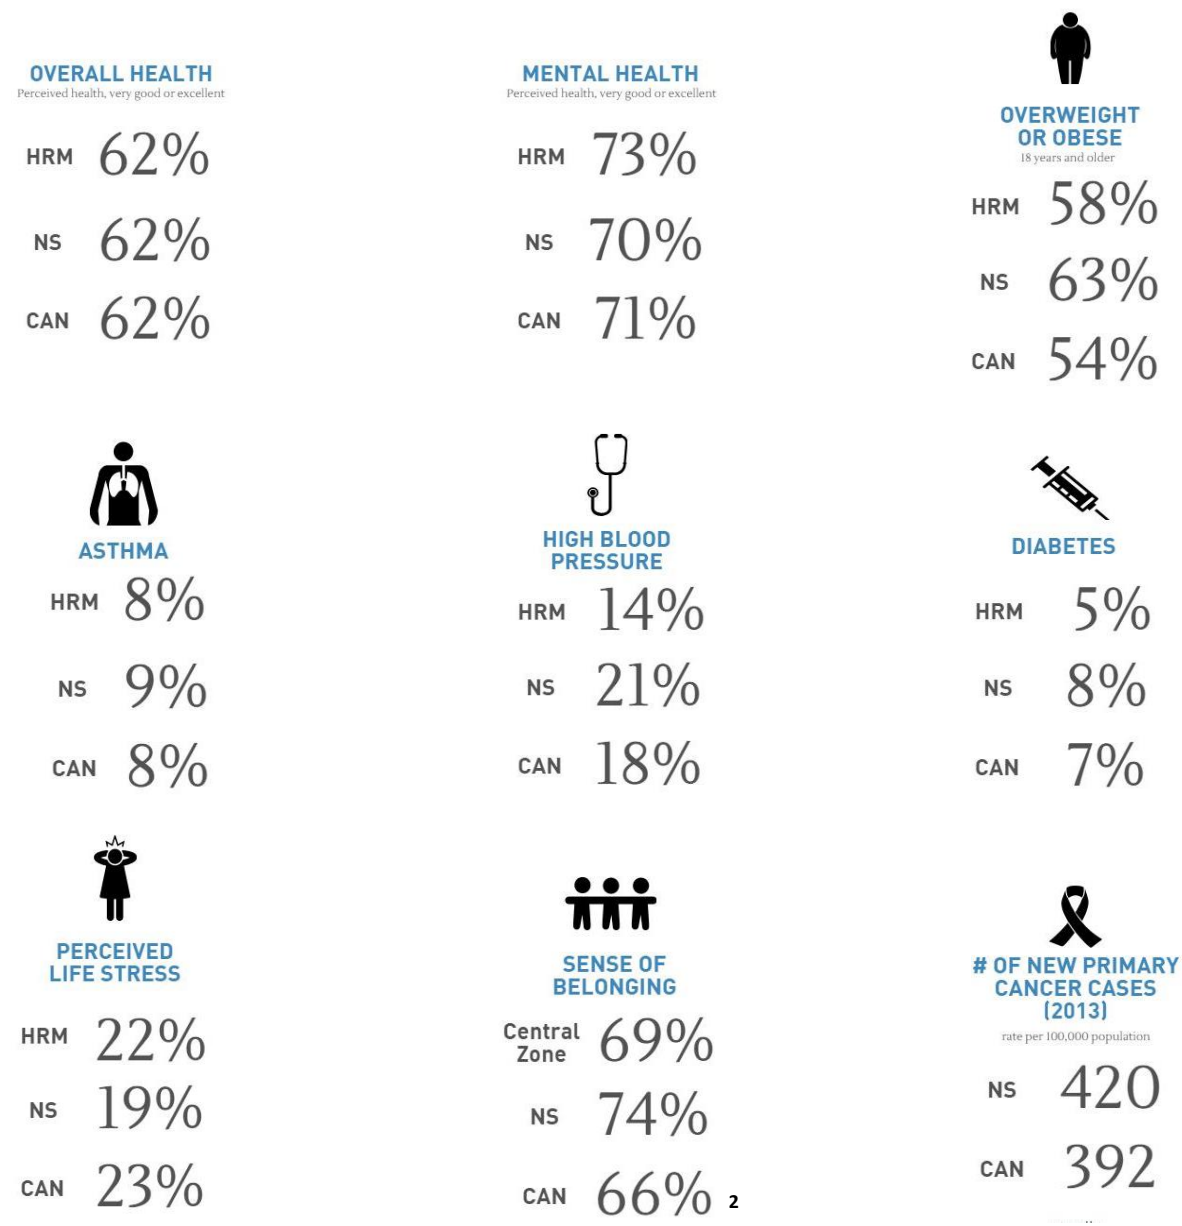 OVERALL HEALTH
Perceived health, very good or excellent
HRM 62%
NS 62%
CAN 62%
MENTAL HEALTH
Perceived health, very good or excellent
HRM 73%
NS 70%
CAN 71%
OVERWEIGHT
OR OBESE
18 years and older
HRM 58%
NS 63%
CAN 54%
ASTHMA
HRM 8%
NS 9%
CAN 8%
HIGH BLOOD
PRESSURE
HRM 14%
NS 21%
CAN 18%
DIABETES
HRM 5%
NS 8%
CAN 7%
PERCEIVED
LIFE STRESS
HRM 22%
NS 19%
CAN 23%
SENSE OF
BELONGING
Central
Zone 69%
NS 74%
CAN 66% 2
# OF NEW PRIMARY
CANCER CASES
(2013)
rate per 100,000 population
NS 420
CAN 392